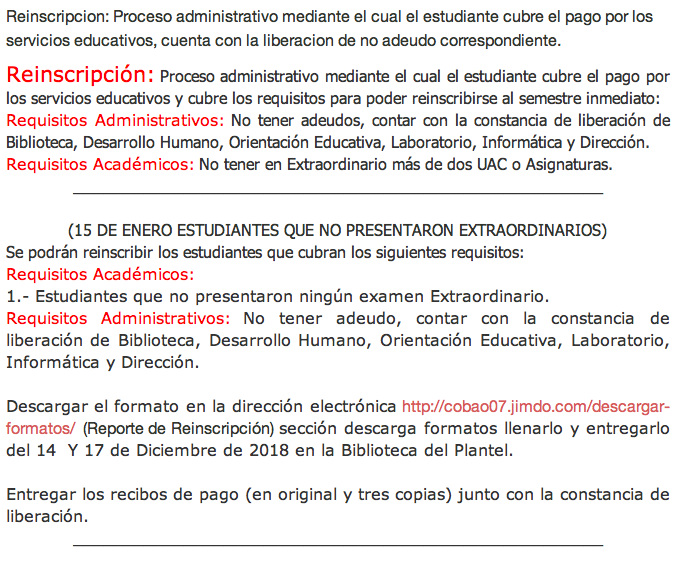 Reinscripcion: Proceso administrativo mediante el cual el estudiante cubre el pago por los
servicios educativos, cuenta con la liberacion de no adeudo correspondiente.
Reinscripción: Proceso administrativo mediante el cual el estudiante cubre el pago por
los servicios educativos y cubre los requisitos para poder reinscribirse al semestre inmediato:
Requisitos Administrativos: No tener adeudos, contar con la constancia de liberación de
Biblioteca, Desarrollo Humano, Orientación Educativa, Laboratorio, Informática y Dirección.
Requisitos Académicos: No tener en Extraordinario más de dos UAC o Asignaturas.
(15 DE ENERO ESTUDIANTES QUE NO PRESENTARON EXTRAORDINARIOS)
Se podrán reinscribir los estudiantes que cubran los siguientes requisitos:
Requisitos Académicos:
1.- Estudiantes que no presentaron ningún examen Extraordinario.
Requisitos Administrativos: No tener adeudo, contar con la constancia de
liberación de Biblioteca, Desarrollo Humano, Orientación Educativa, Laboratorio,
Informática y Dirección.
Descargar el formato en la dirección electrónica http://cobao07.jimdo.com/descargar-
formatos/ (Reporte de Reinscripción) sección descarga formatos llenarlo y entregarlo
del 14 Y 17 de Diciembre de 2018 en la Biblioteca del Plantel.
Entregar los recibos de pago (en original y tres copias) junto con la constancia de
liberación.